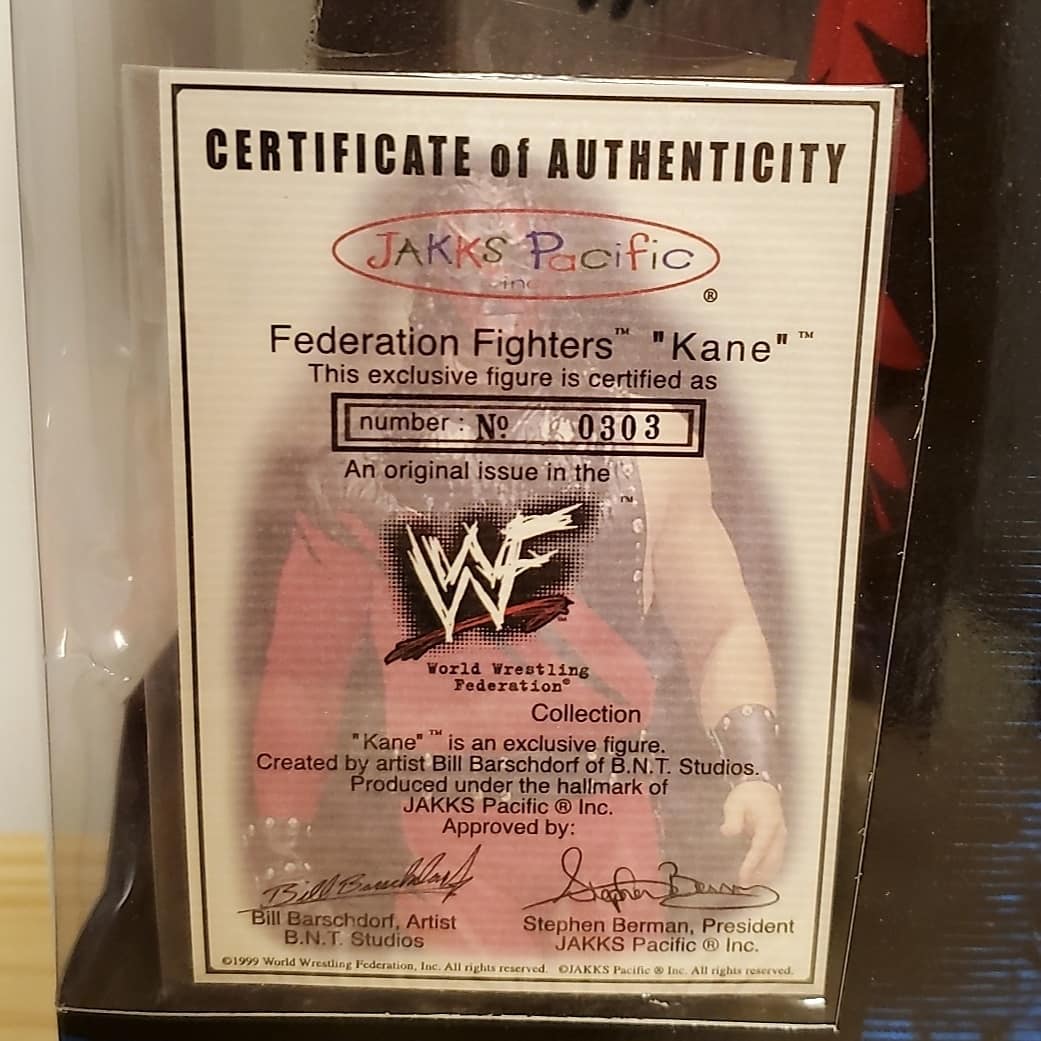 CERTIFICATE of AUTHENTICITY
JAKKS Pacific
inc
®
Federation Fighters™ "Kane"™
This exclusive figure is certified as
number : Nº 0303
An original issue in the
™
WF
World Wrestling
Federation®
Collection
"Kane"™ is an exclusive figure.
Created by artist Bill Barschdorf of B.N.T. Studios.
Produced under the hallmark of
JAKKS Pacific ® Inc.
Approved by:
Bill Barschdorf Stephen Berman
Bill Barschdorf, Artist Stephen Berman, President
B.N.T. Studios JAKKS Pacific ® Inc.
©1999 World Wrestling Federation, Inc. All rights reserved. ©JAKKS Pacific ® Inc. All rights reserved.